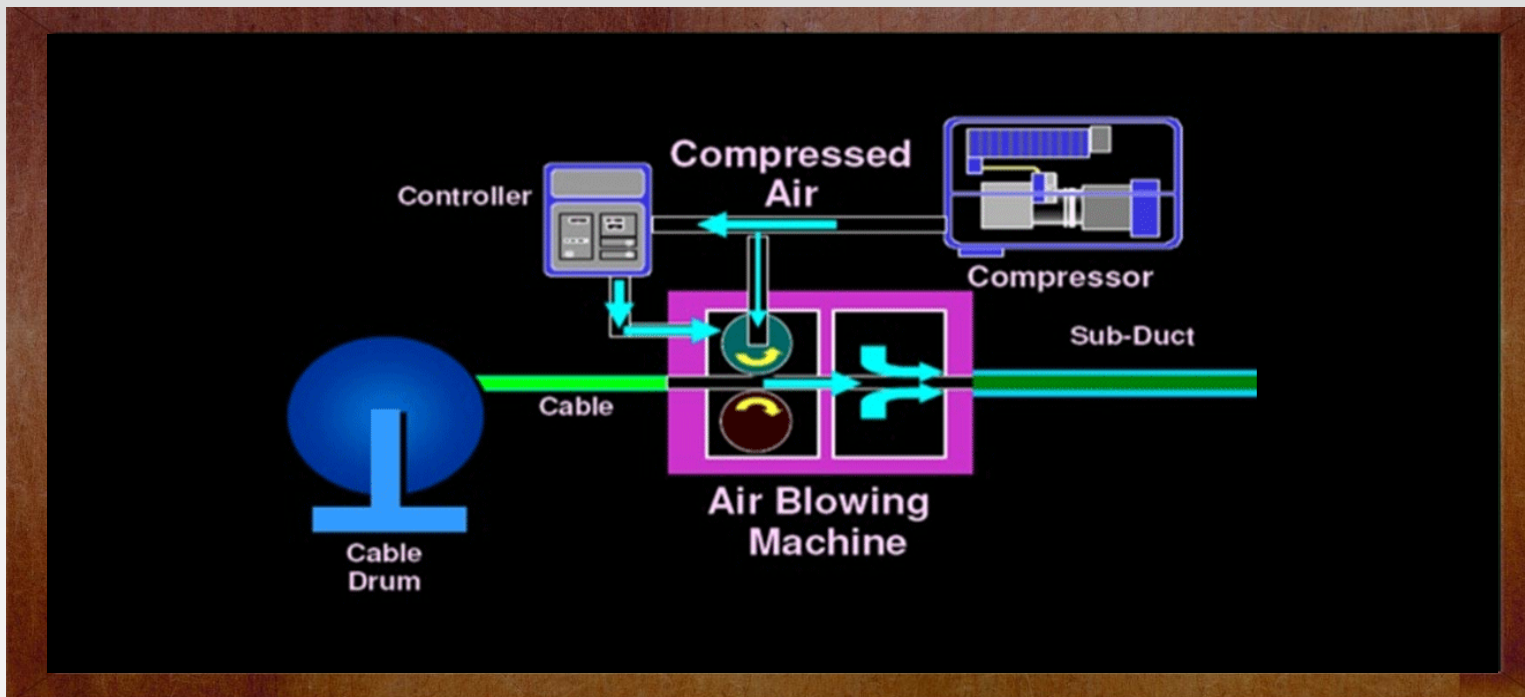 Compressed
Air
Controller
Compressor
Sub-Duct
Cable
Air Blowing
Machine
Cable
Drum